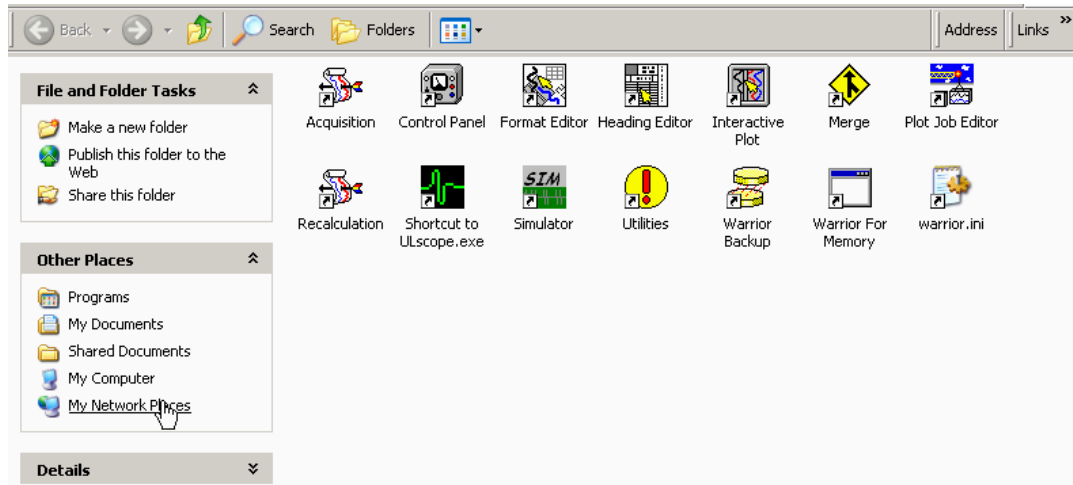 Back Search Folders Address Links »
File and Folder Tasks
Make a new folder
Publish this folder to the
Web
Share this folder
Other Places
Programs
My Documents
Shared Documents
My Computer
My Network Places
Details
Acquisition Control Panel Format Editor Heading Editor Interactive Merge Plot Job Editor
Plot
SIM
Recalculation Shortcut to Simulator Utilities Warrior Warrior For warrior.ini
ULscope.exe Backup Memory